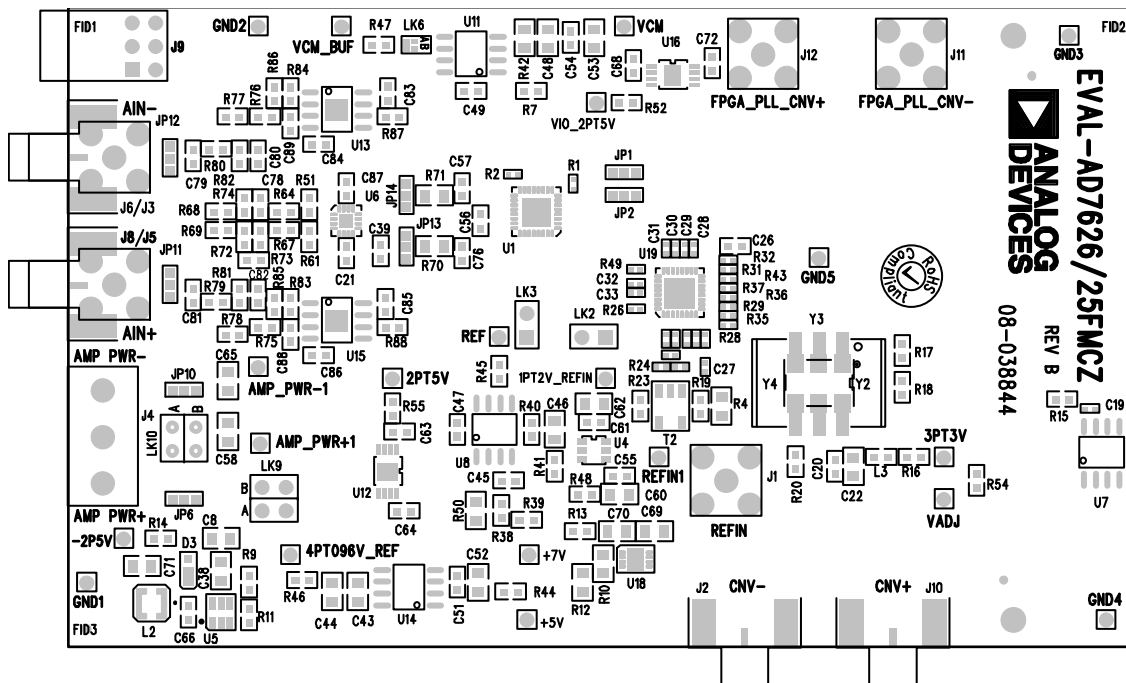 FID1
J9
GND2
VCM_BUF
R47
LK6
AB
U11
R42
C48
C54
C53
VCM
U16
C72
C68
J12
FPGA_PLL_CNV+
J11
FPGA_PLL_CNV-
FID2
GND3
R86
R84
R76
R77
C83
C49
R7
R52
VIO_2PT5V
AIN-
JP12
C89
U13
C84
R87
C79
R80
R82
C80
C78
J6/J3
R74
R64
R51
R68
R69
R72
R73
R67
R61
C87
U6
C21
C39
JP14
JP13
R71
R70
C57
C56
C76
R2
U1
R1
JP1
JP2
J8/J5
JP11
AIN+
C81
R79
R81
C82
R85
R83
R78
R75
C88
U15
C86
C85
R88
C31
C30
C29
C28
U19
C26
R32
R31
R43
R37
R36
R29
R35
R28
R49
C32
C33
R26
R24
C27
GND5
RoHS
Compliant
ANALOG
DEVICES
EVAL-AD7626/25FMCZ
08-038844
REV B
AMP PWR-
JP10
C65
AMP_PWR-1
J4
A
B
LK10
C58
AMP_PWR+1
LK9
B
A
AMP PWR+
JP6
LK3
REF
LK2
R45
1PT2V_REFIN
2PT5V
R55
C63
C47
U8
R40
C46
C62
C61
U4
R23
R19
R4
T2
Y3
Y4
Y2
R17
R18
R15
C19
U7
U12
C64
C45
R41
R50
R38
R39
R48
C55
C60
REFIN1
J1
REFIN
R20
C20
C22
L3
R16
3PT3V
VADJ
R54
-2P5V
R14
C8
D3
C71
C38
R9
R11
L2
C66
U5
GND1
FID3
4PT096V_REF
R46
C44
C43
U14
C51
C52
R44
+7V
+5V
R13
C70
C69
R12
R10
U18
J2
CNV-
CNV+
J10
GND4